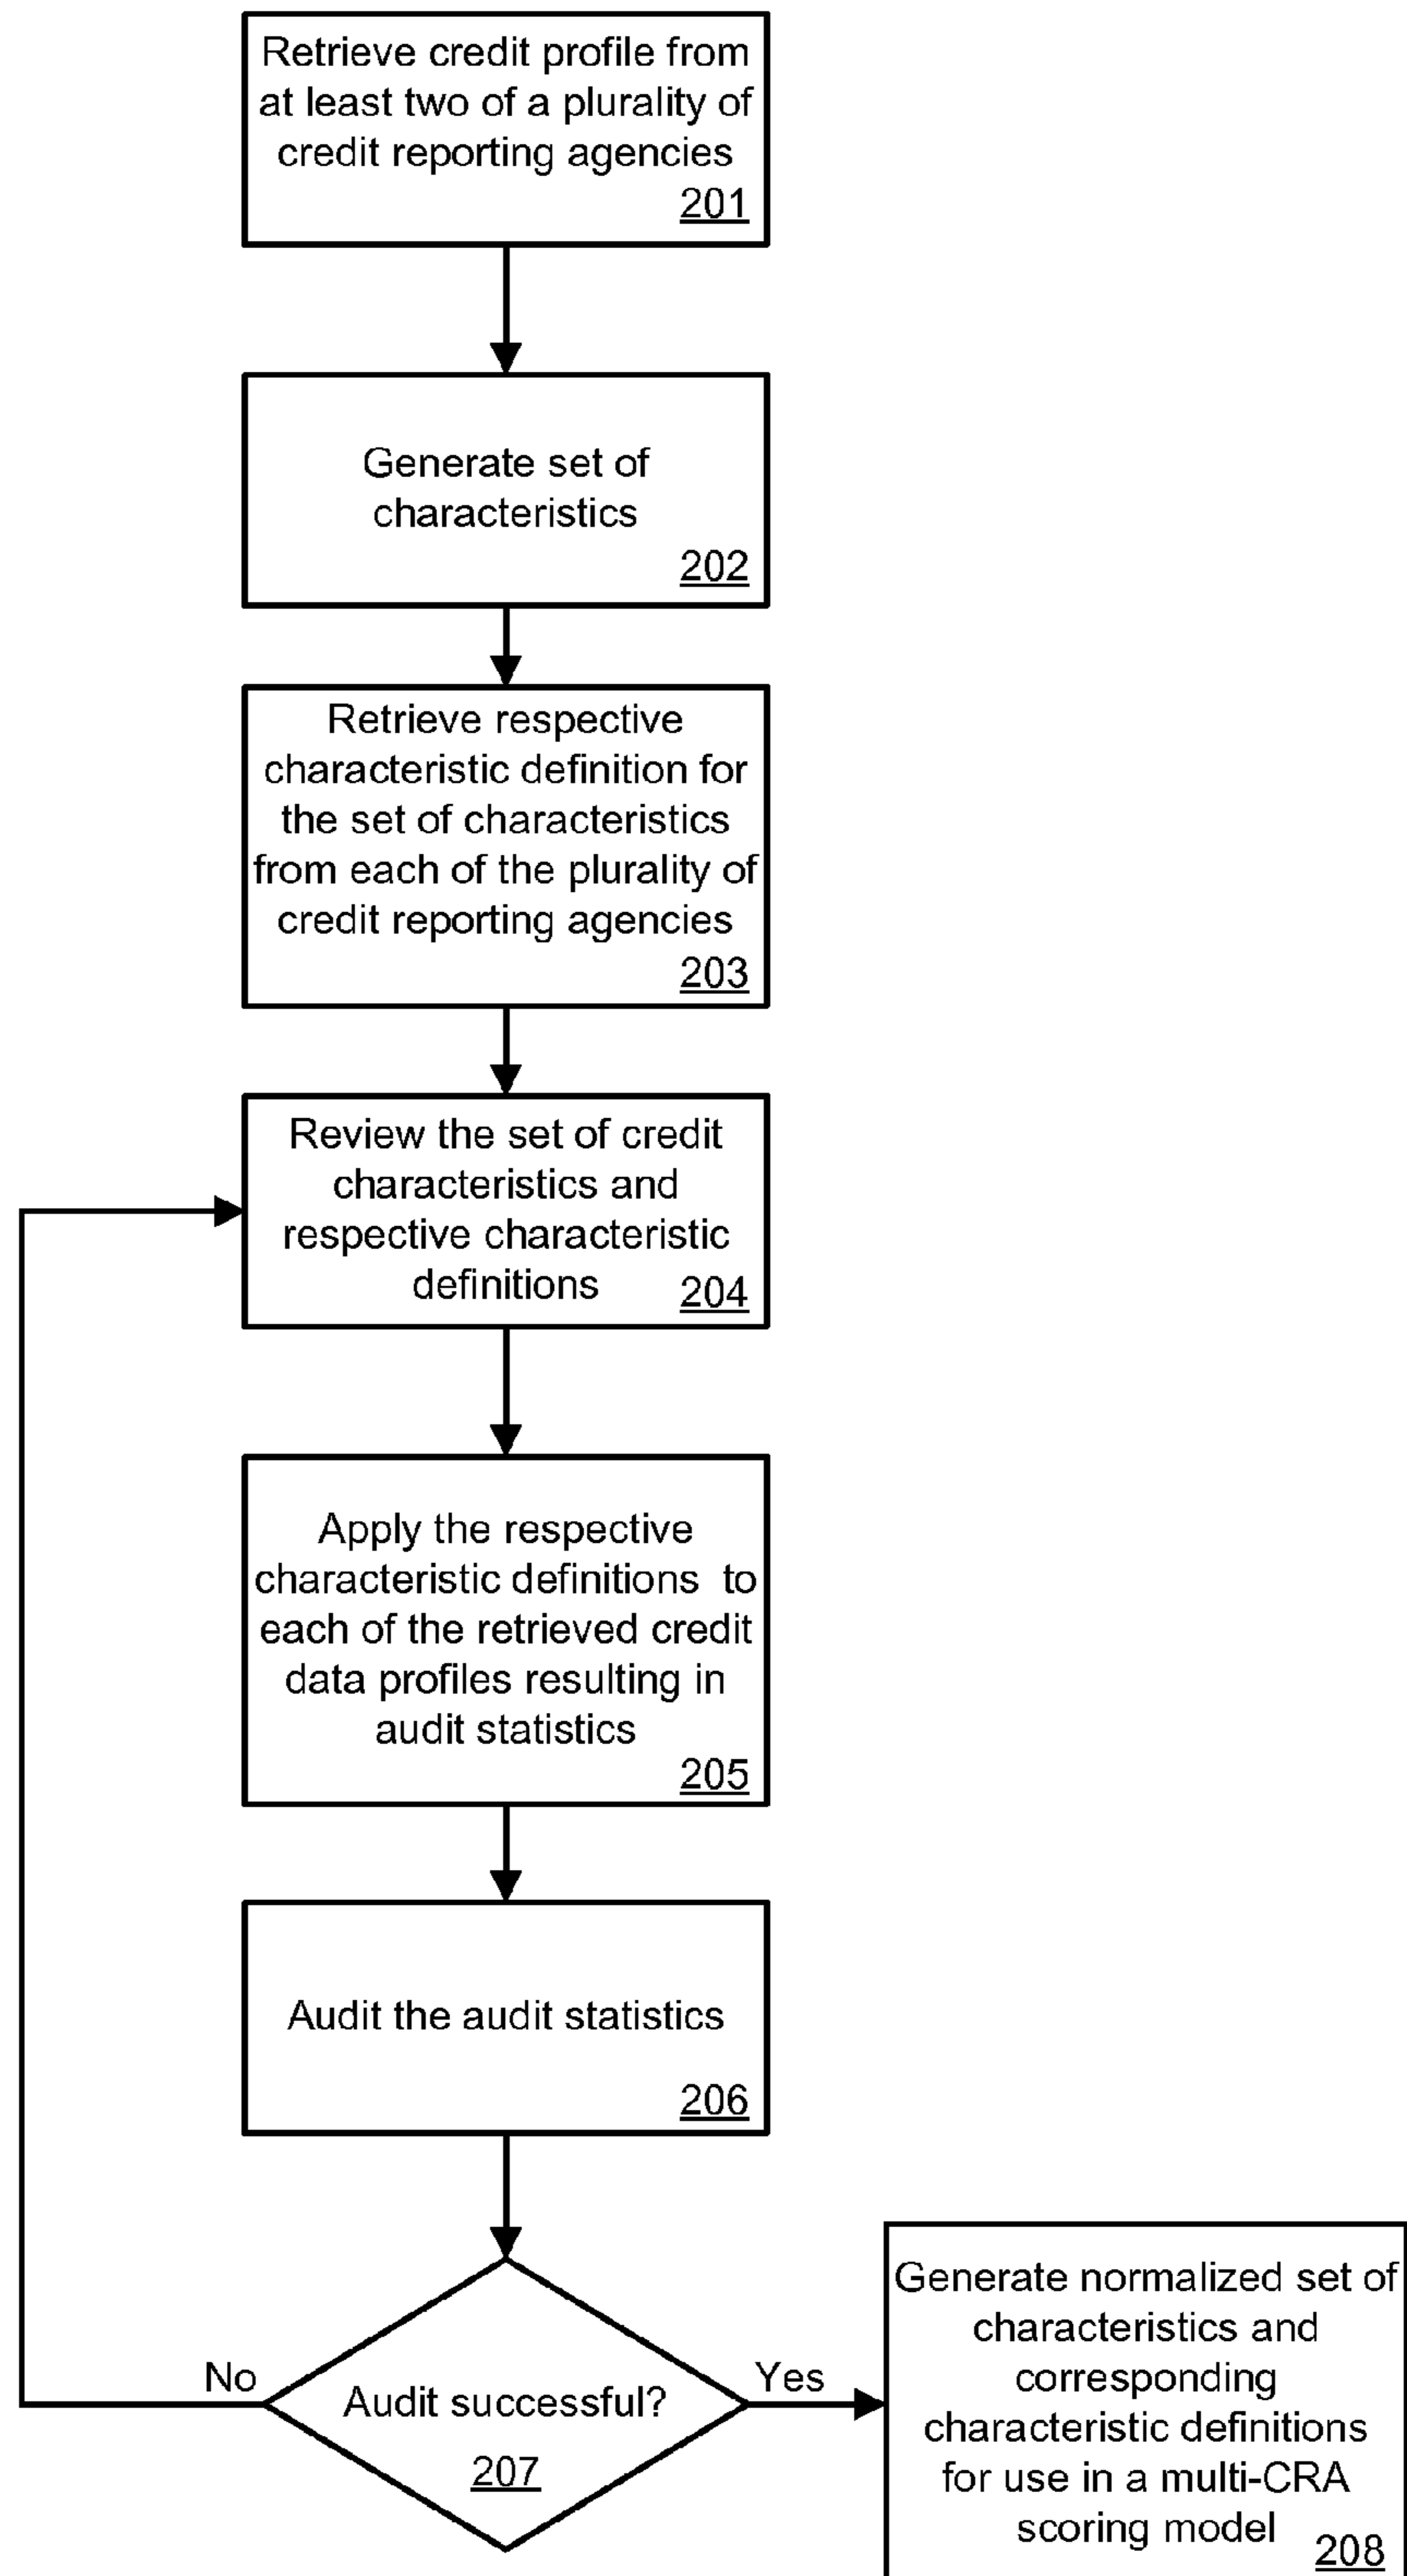 Retrieve credit profile from
at least two of a plurality of
credit reporting agencies
201
Generate set of
characteristics
202
Retrieve respective
characteristic definition for
the set of characteristics
from each of the plurality of
credit reporting agencies
203
Review the set of credit
characteristics and
respective characteristic
definitions
204
Apply the respective
characteristic definitions to
each of the retrieved credit
data profiles resulting in
audit statistics
205
Audit the audit statistics
206
No
Audit successful?
207
Yes
Generate normalized set of
characteristics and
corresponding
characteristic definitions
for use in a multi-CRA
scoring model
208